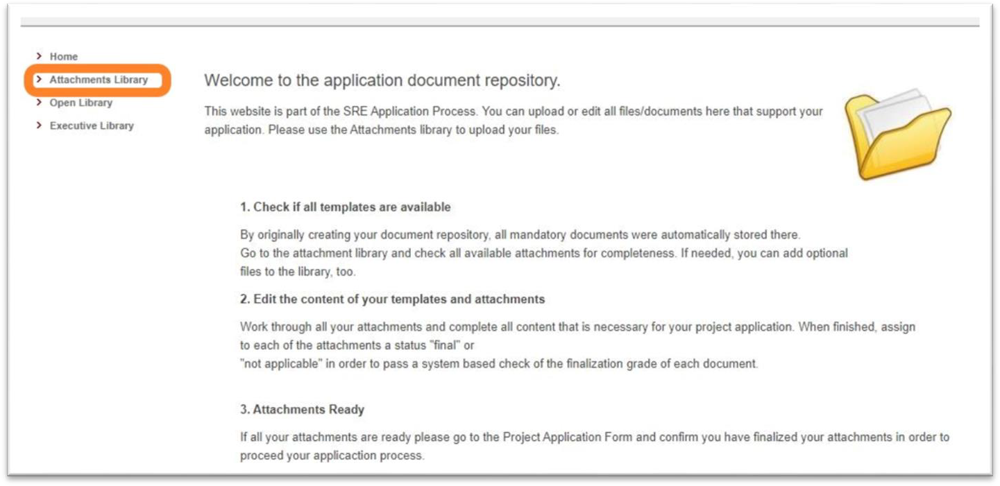 Home
Attachments Library
Open Library
Executive Library
Welcome to the application document repository.
This website is part of the SRE Application Process. You can upload or edit all files/documents here that support your
application. Please use the Attachments library to upload your files.
1. Check if all templates are available
By originally creating your document repository, all mandatory documents were automatically stored there.
Go to the attachment library and check all available attachments for completeness. If needed, you can add optional
files to the library, too.
2. Edit the content of your templates and attachments
Work through all your attachments and complete all content that is necessary for your project application. When finished, assign
to each of the attachments a status "final" or
"not applicable" in order to pass a system based check of the finalization grade of each document.
3. Attachments Ready
If all your attachments are ready please go to the Project Application Form and confirm you have finalized your attachments in order to
proceed your applicaction process.